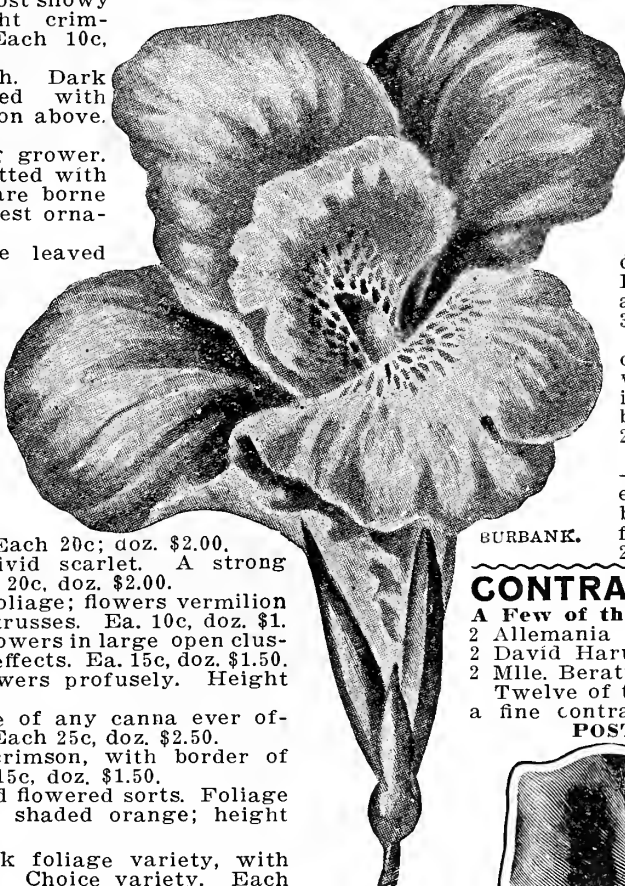 ost showy
ht crim-
Each 10c,
h. Dark
ed with
on above.
grower.
tted with
are borne
est orna-
e leaved
Each 20c; doz. $2.00.
ivid scarlet. A strong
20c, doz. $2.00.
oliage; flowers vermilion
trusses. Ea. 10c, doz. $1.
owers in large open clus-
effects. Ea. 15c, doz. $1.50.
wers profusely. Height
e of any canna ever of-
Each 25c, doz. $2.50.
crimson, with border of
15c, doz. $1.50.
d flowered sorts. Foliage
shaded orange; height
k foliage variety, with
Choice variety. Each
BURBANK.
CONTRA
A Few of th
2 Allemania
2 David Haru
2 Mlle. Berat
Twelve of t
a fine contra
POST